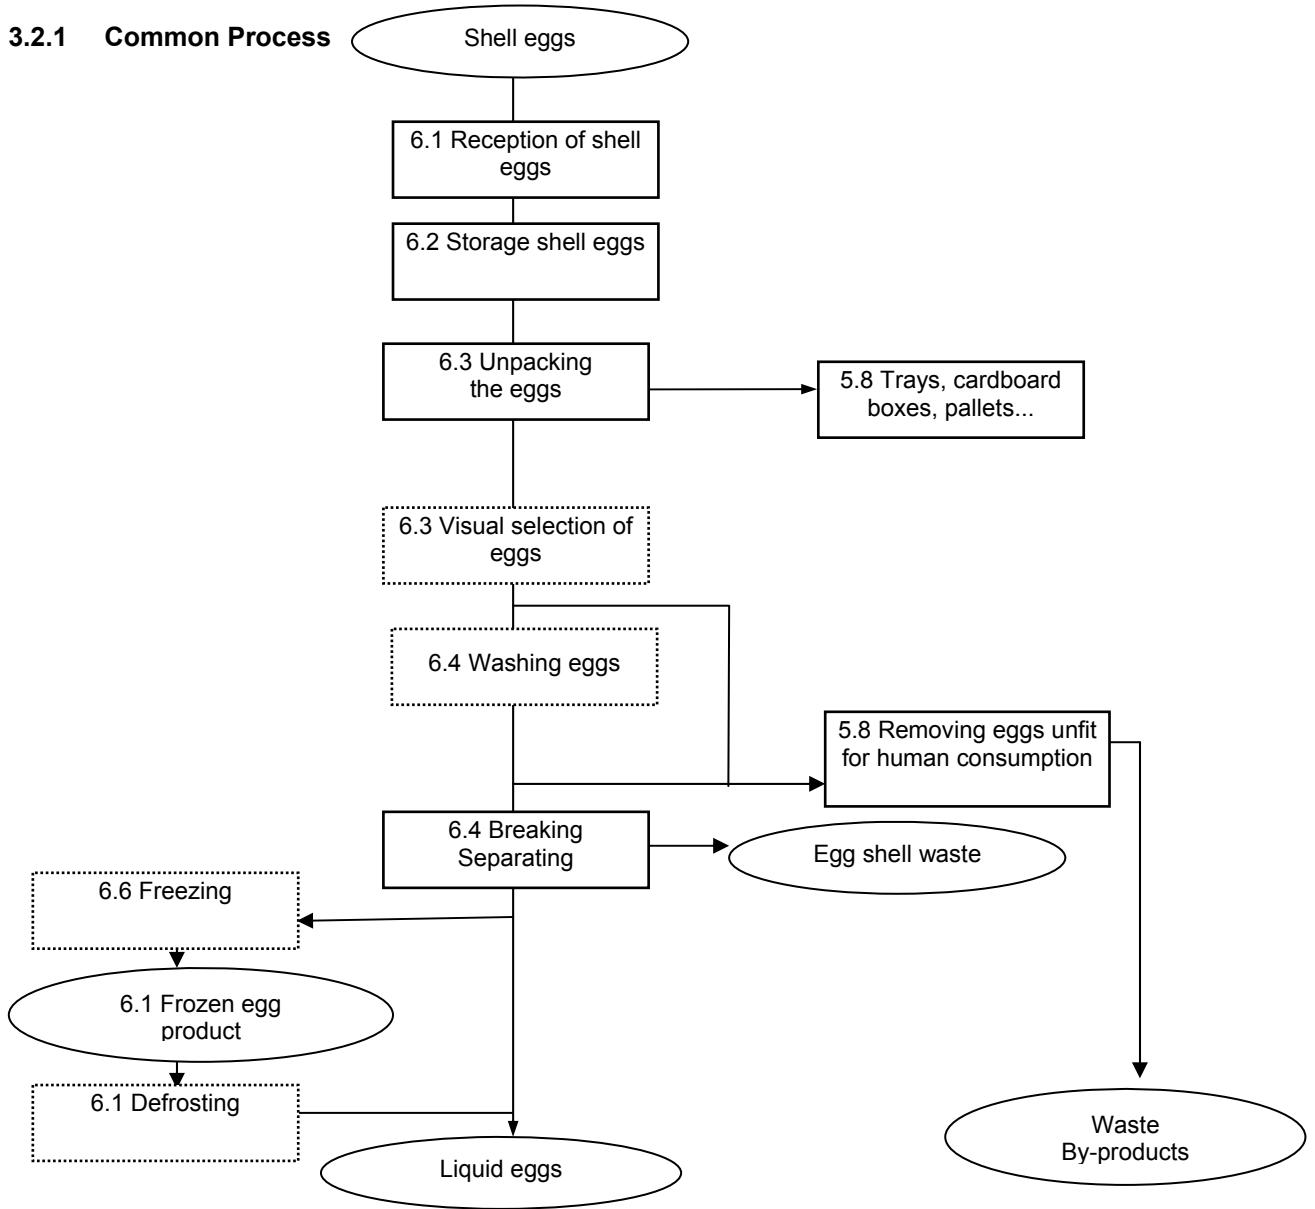 3.2.1 Common Process
Shell eggs
6.1 Reception of shell
eggs
6.2 Storage shell eggs
6.3 Unpacking
the eggs
5.8 Trays, cardboard
boxes, pallets...
6.3 Visual selection of
eggs
6.4 Washing eggs
5.8 Removing eggs unfit
for human consumption
6.4 Breaking
Separating
Egg shell waste
6.6 Freezing
6.1 Frozen egg
product
6.1 Defrosting
Liquid eggs
Waste
By-products